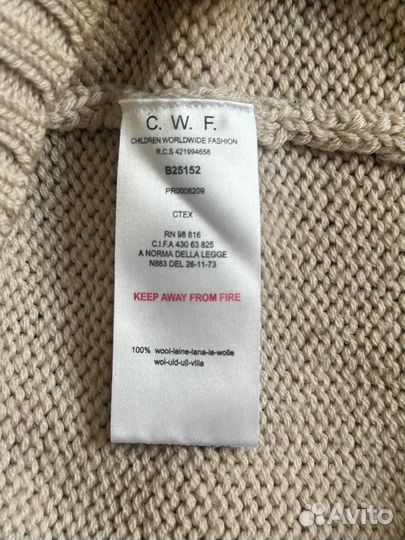 C. W. F.
CHILDREN WORLDWIDE FASHION
R.C.S 421994656
B25152
PR0006209
CTEX
RN 98 816
C.I.F.A 430 63 825
A NORMA DELLA LEGGE
N883 DEL 26-11-73
KEEP AWAY FROM FIRE
100% wool-laine-lana-la-wolle
wol-uld-ull-villa
Avito